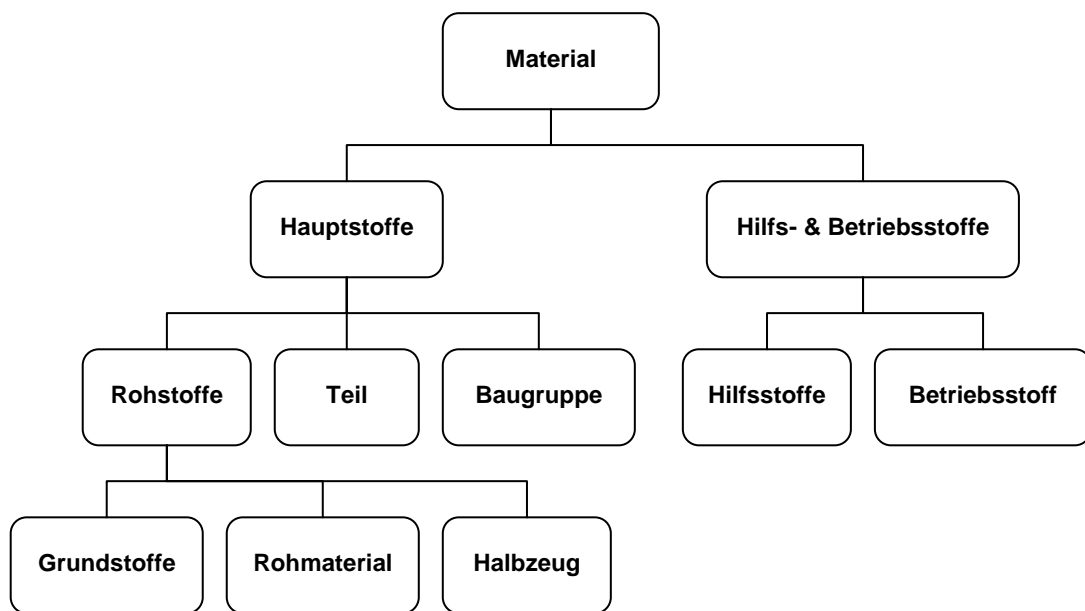 Material
Hauptstoffe
Hilfs- & Betriebsstoffe
Rohstoffe
Teil
Baugruppe
Hilfsstoffe
Betriebsstoff
Grundstoffe
Rohmaterial
Halbzeug